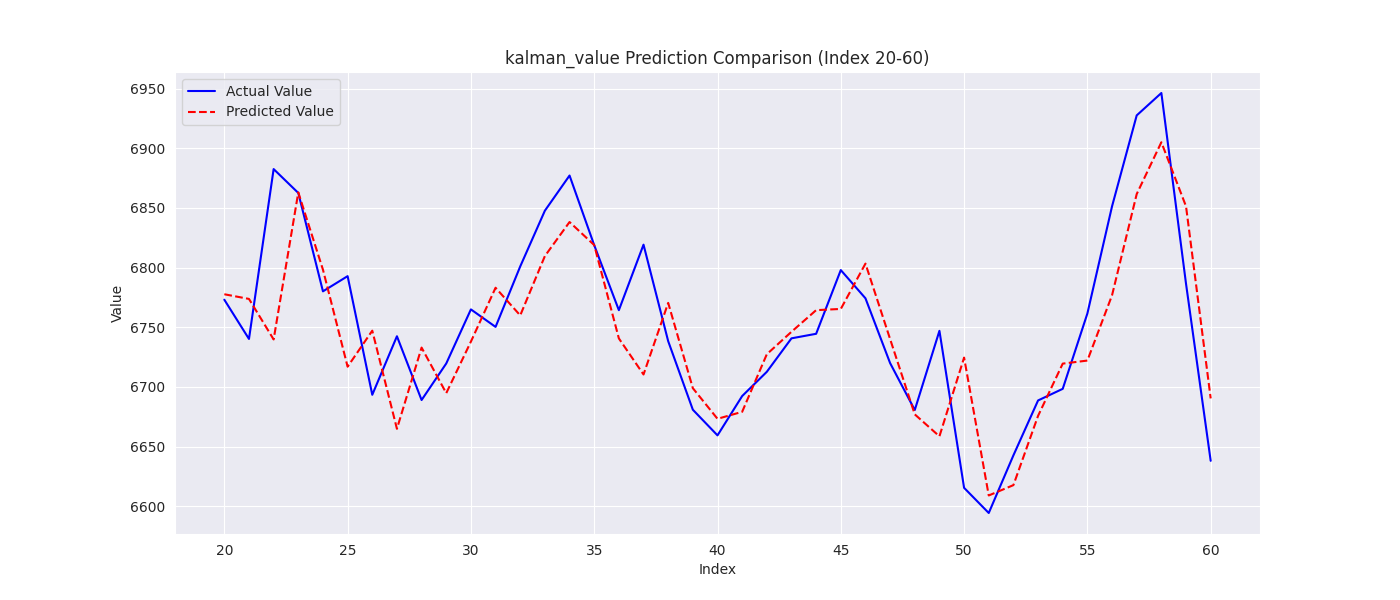 kalman_value Prediction Comparison (Index 20-60)
Actual Value
Predicted Value
Value
6950
6900
6850
6800
6750
6700
6650
6600
20 25 30 35 40 45 50 55 60
Index